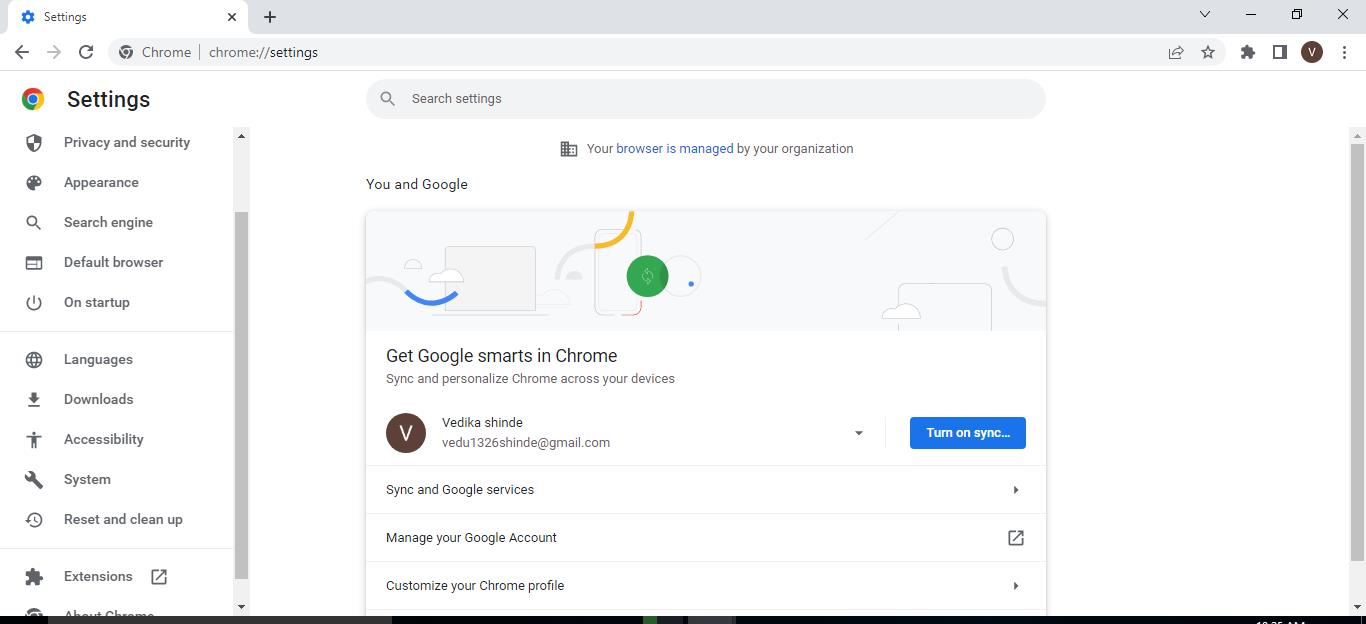 Settings
Chrome
chrome://settings
V
Settings
Search settings
Privacy and security
Appearance
Search engine
Default browser
On startup
Languages
Downloads
Accessibility
System
Reset and clean up
Extensions
About Chrome
Your browser is managed by your organization
You and Google
Get Google smarts in Chrome
Sync and personalize Chrome across your devices
V
Vedika shinde
vedu1326shinde@gmail.com
Turn on sync...
Sync and Google services
Manage your Google Account
Customize your Chrome profile